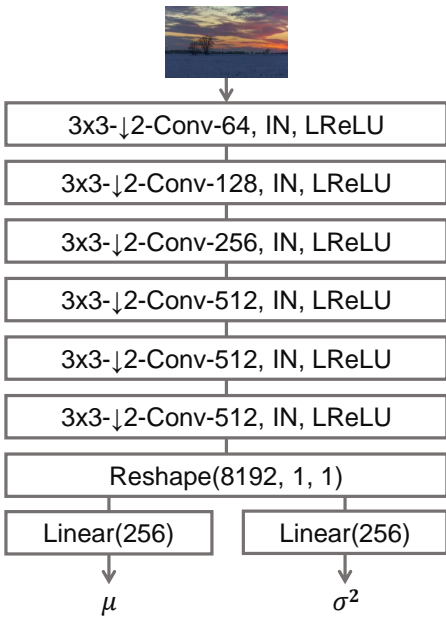 3x3-↓2-Conv-64, IN, LReLU
3x3-↓2-Conv-128, IN, LReLU
3x3-↓2-Conv-256, IN, LReLU
3x3-↓2-Conv-512, IN, LReLU
3x3-↓2-Conv-512, IN, LReLU
3x3-↓2-Conv-512, IN, LReLU
Reshape(8192, 1, 1)
Linear(256) Linear(256)
μ σ²